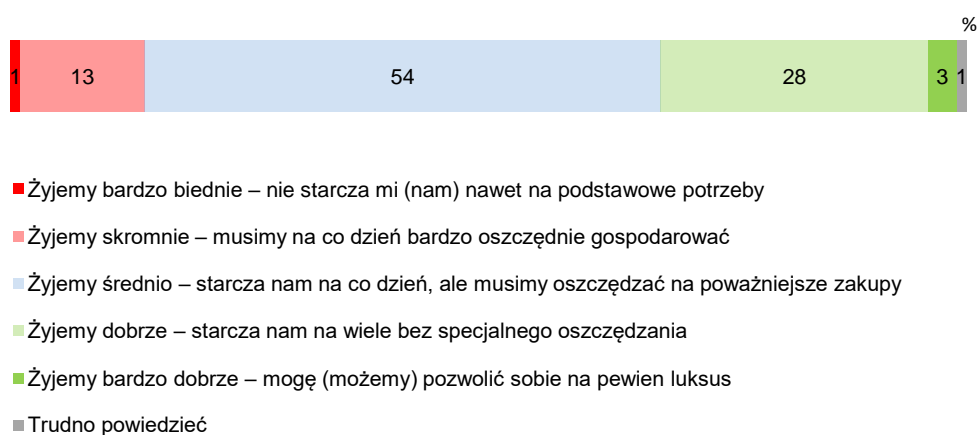 %
1 13 54 28 3 1
Żyjemy bardzo biednie – nie starcza mi (nam) nawet na podstawowe potrzeby
Żyjemy skromnie – musimy na co dzień bardzo oszczędnie gospodarować
Żyjemy średnio – starcza nam na co dzień, ale musimy oszczędzać na poważniejsze zakupy
Żyjemy dobrze – starcza nam na wiele bez specjalnego oszczędzania
Żyjemy bardzo dobrze – mogę (możemy) pozwolić sobie na pewien luksus
Trudno powiedzieć